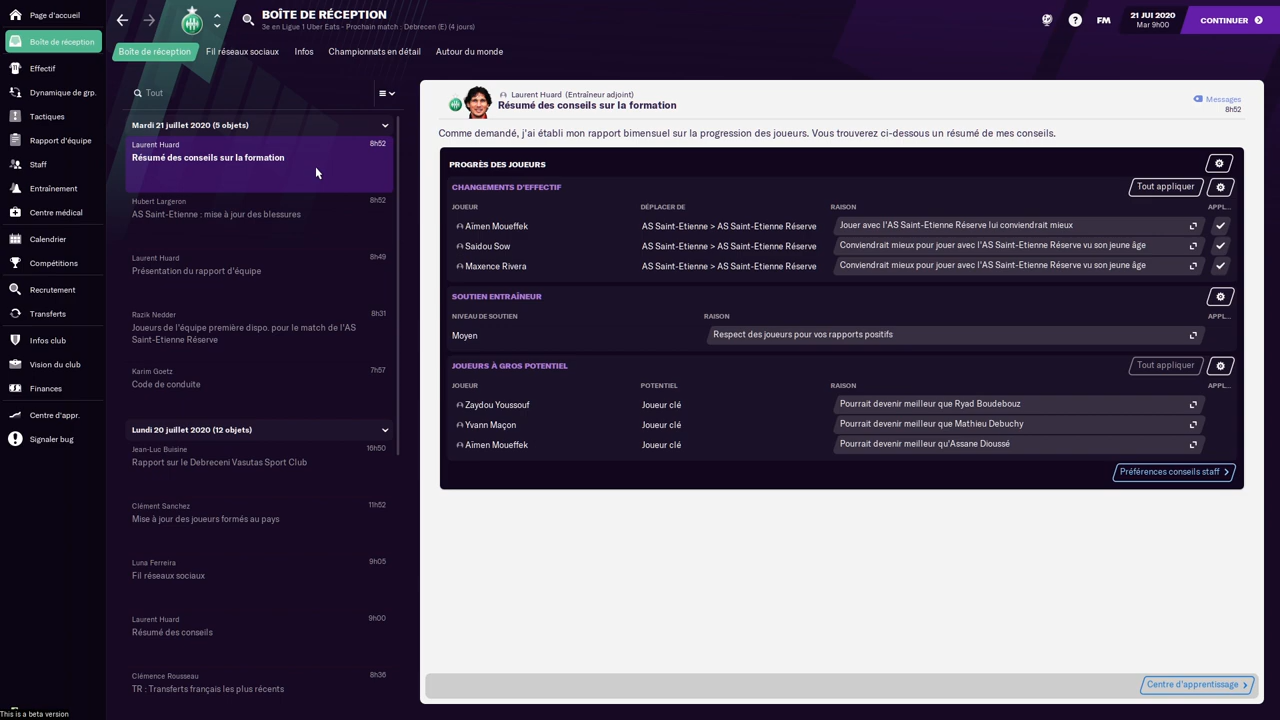 Page d'accueil
Boîte de réception
Effectif
Dynamique de grp.
Tactiques
Rapport d'équipe
Staff
Entraînement
Centre médical
Calendrier
Compétitions
Recrutement
Transferts
Infos club
Vision du club
Finances
Centre d'appr.
Signaler bug
This is a beta version
BOÎTE DE RÉCEPTION
3e en Ligue 1 Uber Eats - Prochain match : Debrecen (E) (4 jours)
FM
21 JUI 2020
Mar 9h00
CONTINUER
Boîte de réception Fil réseaux sociaux Infos Championnats en détail Autour du monde
Tout
Mardi 21 juillet 2020 (5 objets)
Laurent Huard 8h52
Résumé des conseils sur la formation
Hubert Largeron 8h52
AS Saint-Etienne : mise à jour des blessures
Laurent Huard 8h49
Présentation du rapport d'équipe
Razik Nedder 8h31
Joueurs de l'équipe première dispo. pour le match de l'AS
Saint-Etienne Réserve
Karim Goetz 7h57
Code de conduite
Lundi 20 juillet 2020 (12 objets)
Jean-Luc Buisine 16h50
Rapport sur le Debreceni Vasutas Sport Club
Clément Sanchez 11h52
Mise à jour des joueurs formés au pays
Luna Ferreira 9h05
Fil réseaux sociaux
Laurent Huard 9h00
Résumé des conseils
Clémence Rousseau 8h36
TR : Transferts français les plus récents
Laurent Huard (Entraîneur adjoint)
Résumé des conseils sur la formation
Messages
8h52
Comme demandé, j'ai établi mon rapport bimensuel sur la progression des joueurs. Vous trouverez ci-dessous un résumé de mes conseils.
PROGRÈS DES JOUEURS
CHANGEMENTS D'EFFECTIF Tout appliquer
JOUEUR DÉPLACER DE RAISON APPL...
Aïmen Moueffek AS Saint-Etienne > AS Saint-Etienne Réserve Jouer avec l'AS Saint-Etienne Réserve lui conviendrait mieux
Saidou Sow AS Saint-Etienne > AS Saint-Etienne Réserve Conviendrait mieux pour jouer avec l'AS Saint-Etienne Réserve vu son jeune âge
Maxence Rivera AS Saint-Etienne > AS Saint-Etienne Réserve Conviendrait mieux pour jouer avec l'AS Saint-Etienne Réserve vu son jeune âge
SOUTIEN ENTRAÎNEUR
NIVEAU DE SOUTIEN RAISON APPL...
Moyen Respect des joueurs pour vos rapports positifs
JOUEURS À GROS POTENTIEL Tout appliquer
JOUEUR POTENTIEL RAISON APPL...
Zaydou Youssouf Joueur clé Pourrait devenir meilleur que Ryad Boudebouz
Yvann Maçon Joueur clé Pourrait devenir meilleur que Mathieu Debuchy
Aïmen Moueffek Joueur clé Pourrait devenir meilleur qu'Assane Dioussé
Préférences conseils staff
Centre d'apprentissage